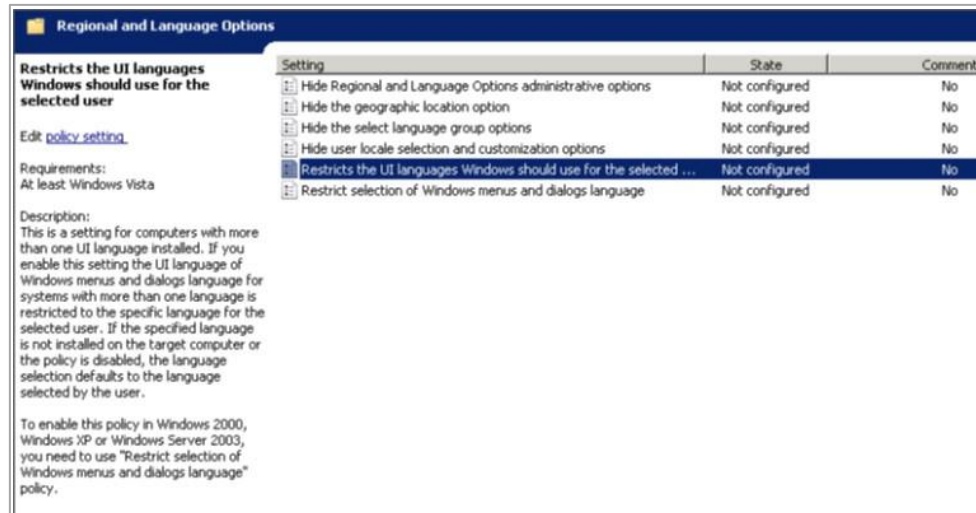 Regional and Language Options
Restricts the UI languages
Windows should use for the
selected user
Edit policy setting
Requirements:
At least Windows Vista
Description:
This is a setting for computers with more
than one UI language installed. If you
enable this setting the UI language of
Windows menus and dialogs language for
systems with more than one language is
restricted to the specific language for the
selected user. If the specified language
is not installed on the target computer or
the policy is disabled, the language
selection defaults to the language
selected by the user.
To enable this policy in Windows 2000,
Windows XP or Windows Server 2003,
you need to use "Restrict selection of
Windows menus and dialogs language"
policy.
Setting State Comment
Hide Regional and Language Options administrative options Not configured No
Hide the geographic location option Not configured No
Hide the select language group options Not configured No
Hide user locale selection and customization options Not configured No
Restricts the UI languages Windows should use for the selected ... Not configured No
Restrict selection of Windows menus and dialogs language Not configured No